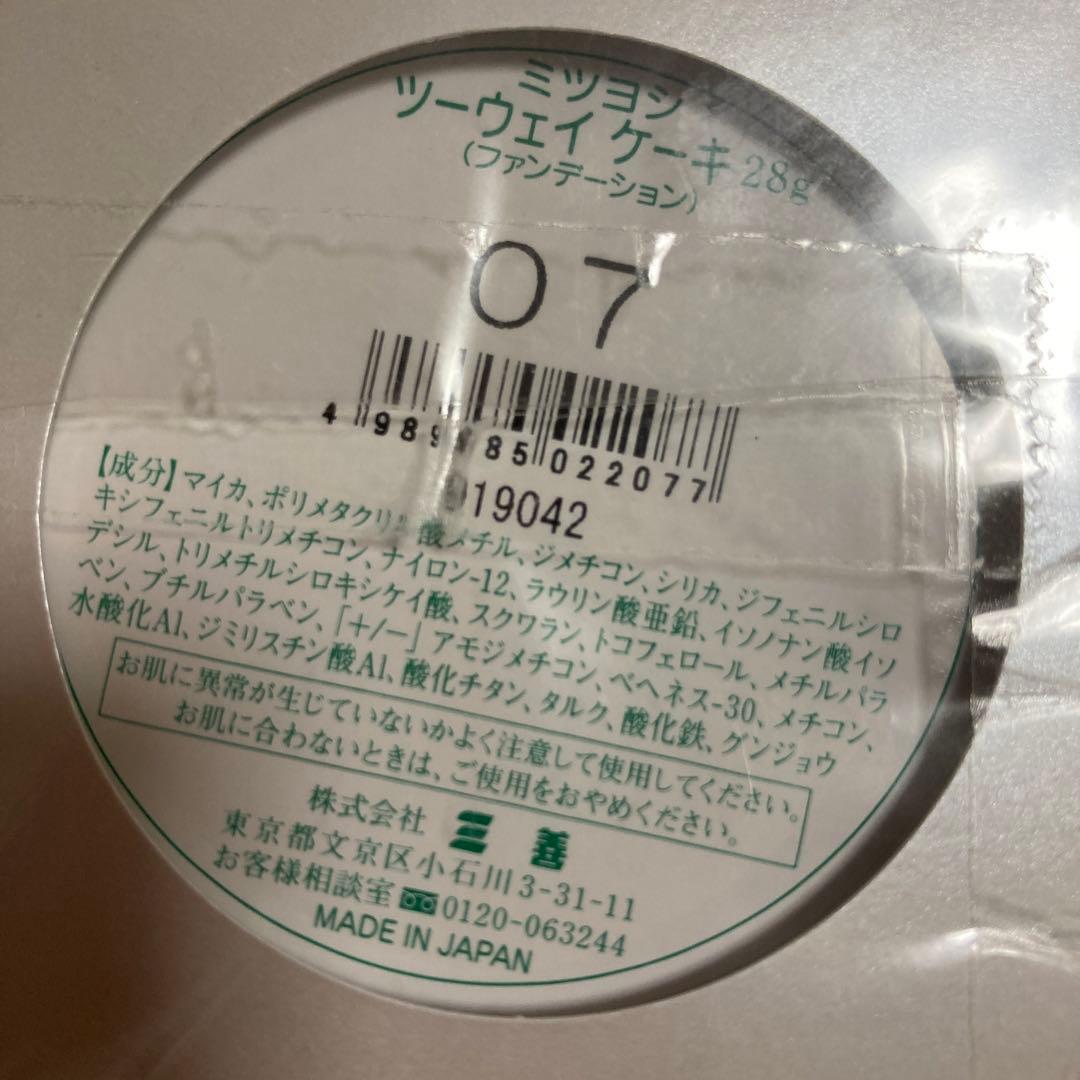 ミツヨシ
ツーウェイ ケーキ 28g
(ファンデーション)
07
4 989 85 022077
19042
【成分】マイカ、ポリメタクリル酸メチル、ジメチコン、シリカ、ジフェニルシロ
キシフェニルトリメチコン、ナイロン-12、ラウリン酸亜鉛、イソノナン酸イソ
デシル、トリメチルシロキシケイ酸、スクワラン、トコフェロール、メチルパラ
ベン、ブチルパラベン、「+/−」アモジメチコン、ベヘネス-30、メチコン、
水酸化Al、ジミリスチン酸Al、酸化チタン、タルク、酸化鉄、グンジョウ
お肌に異常が生じていないかよく注意して使用してください。
お肌に合わないときは、ご使用をおやめください。
株式会社 三善
東京都文京区小石川3-31-11
お客様相談室 0120-063244
MADE IN JAPAN